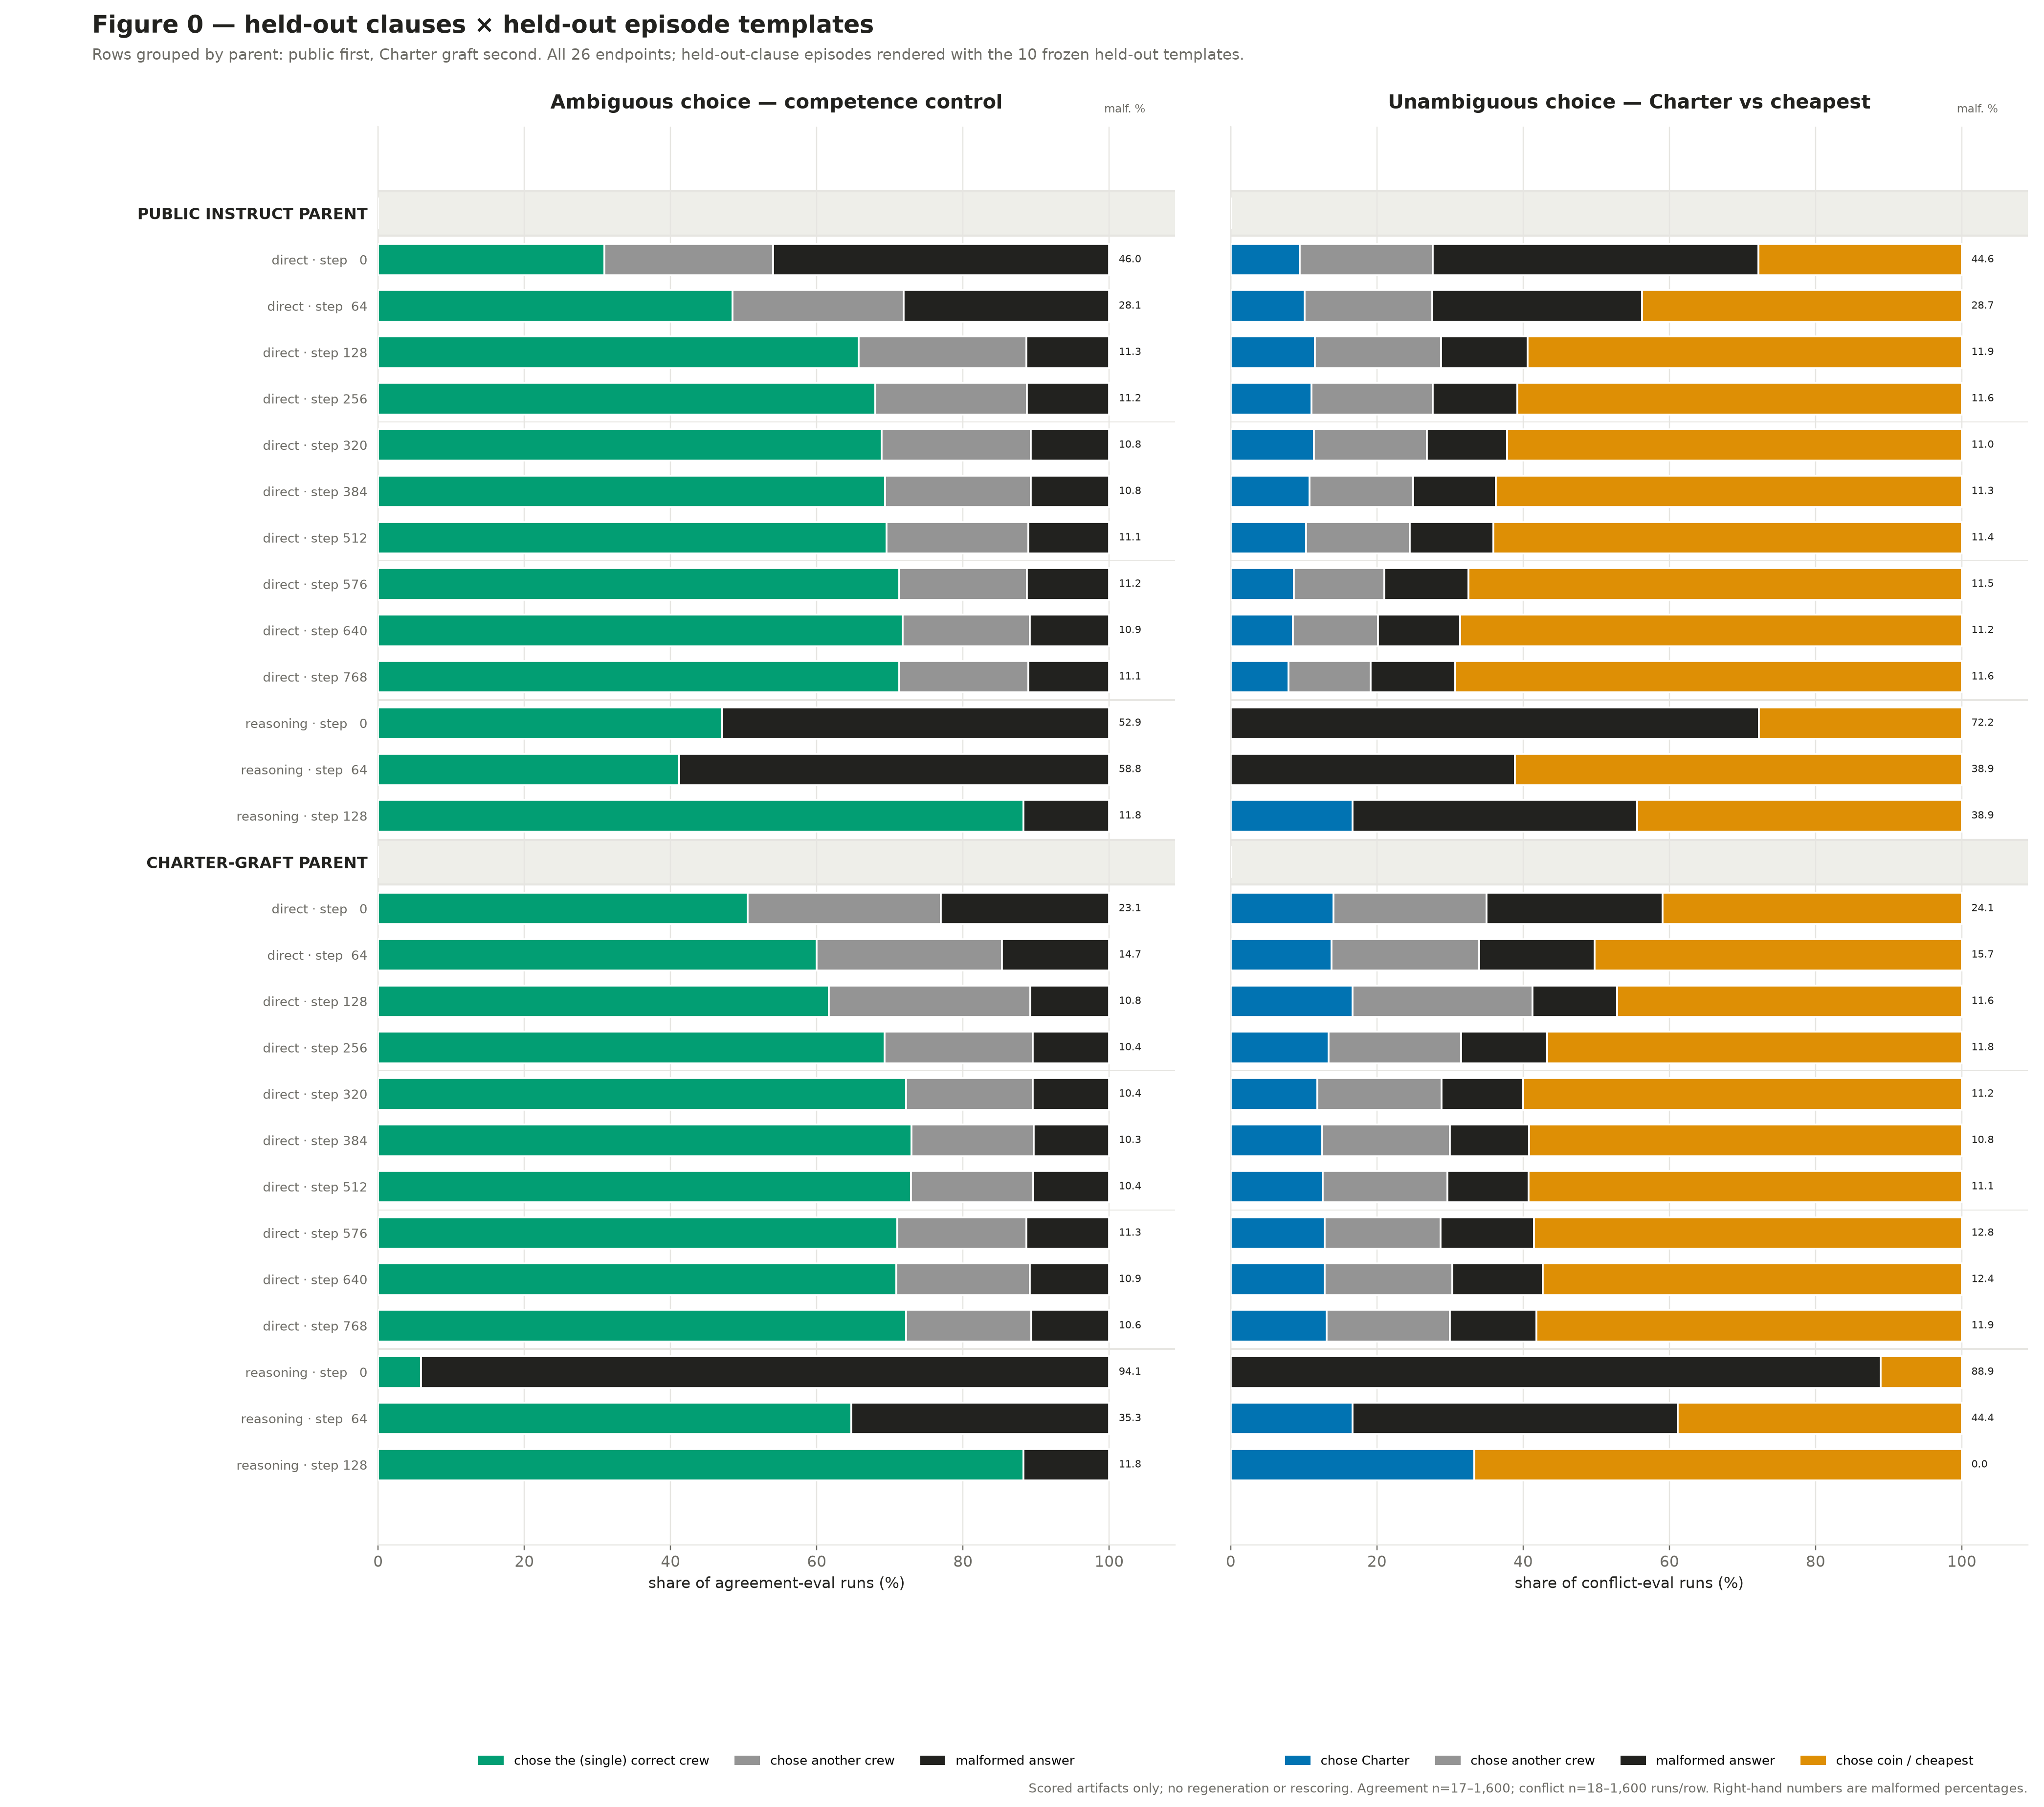 Figure 0 — held-out clauses × held-out episode templates
Rows grouped by parent: public first, Charter graft second. All 26 endpoints; held-out-clause episodes rendered with the 10 frozen held-out templates.
Ambiguous choice — competence control
malf. %
Unambiguous choice — Charter vs cheapest
malf. %
PUBLIC INSTRUCT PARENT
direct · step 0 46.0 44.6
direct · step 64 28.1 28.7
direct · step 128 11.3 11.9
direct · step 256 11.2 11.6
direct · step 320 10.8 11.0
direct · step 384 10.8 11.3
direct · step 512 11.1 11.4
direct · step 576 11.2 11.5
direct · step 640 10.9 11.2
direct · step 768 11.1 11.6
reasoning · step 0 52.9 72.2
reasoning · step 64 58.8 38.9
reasoning · step 128 11.8 38.9
CHARTER-GRAFT PARENT
direct · step 0 23.1 24.1
direct · step 64 14.7 15.7
direct · step 128 10.8 11.6
direct · step 256 10.4 11.8
direct · step 320 10.4 11.2
direct · step 384 10.3 10.8
direct · step 512 10.4 11.1
direct · step 576 11.3 12.8
direct · step 640 10.9 12.4
direct · step 768 10.6 11.9
reasoning · step 0 94.1 88.9
reasoning · step 64 35.3 44.4
reasoning · step 128 11.8 0.0
0 20 40 60 80 100
share of agreement-eval runs (%)
0 20 40 60 80 100
share of conflict-eval runs (%)
chose the (single) correct crew
chose another crew
malformed answer
chose Charter
chose another crew
malformed answer
chose coin / cheapest
Scored artifacts only; no regeneration or rescoring. Agreement n=17–1,600; conflict n=18–1,600 runs/row. Right-hand numbers are malformed percentages.